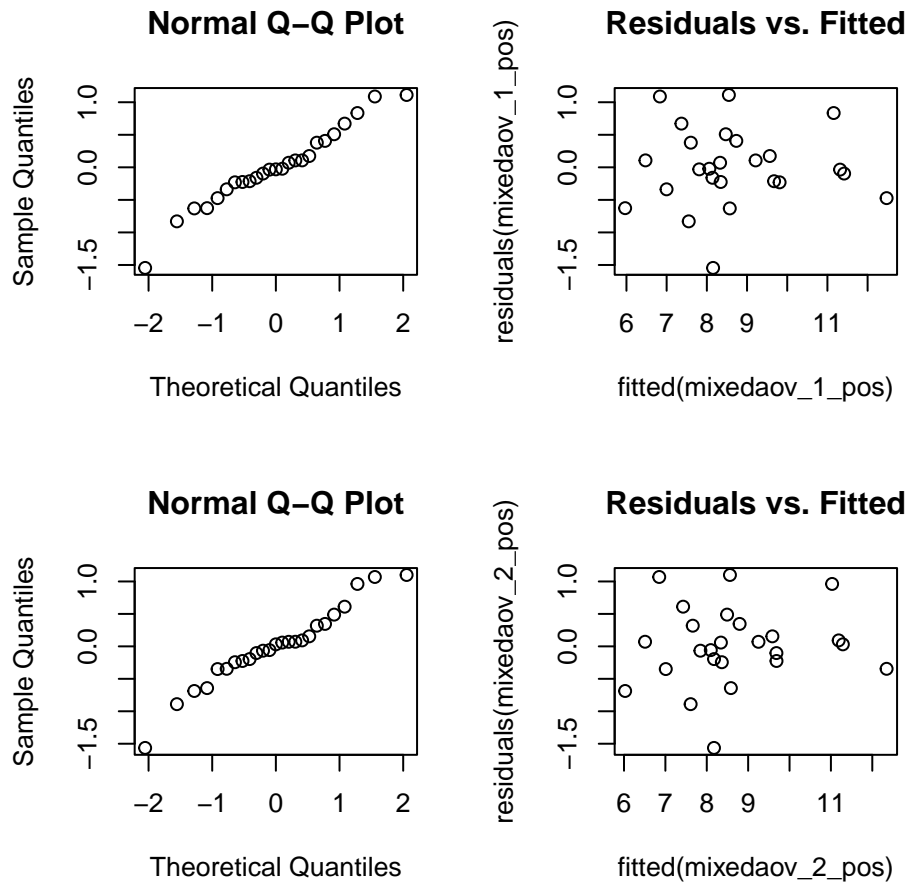 Normal Q−Q Plot
Sample Quantiles
1.0
0.0
−1.5
−2 −1 0 1 2
Theoretical Quantiles
Residuals vs. Fitted
residuals(mixedaov_1_pos)
1.0
0.0
−1.5
6 7 8 9 11
fitted(mixedaov_1_pos)
Normal Q−Q Plot
Sample Quantiles
1.0
0.0
−1.5
−2 −1 0 1 2
Theoretical Quantiles
Residuals vs. Fitted
residuals(mixedaov_2_pos)
1.0
0.0
−1.5
6 7 8 9 11
fitted(mixedaov_2_pos)